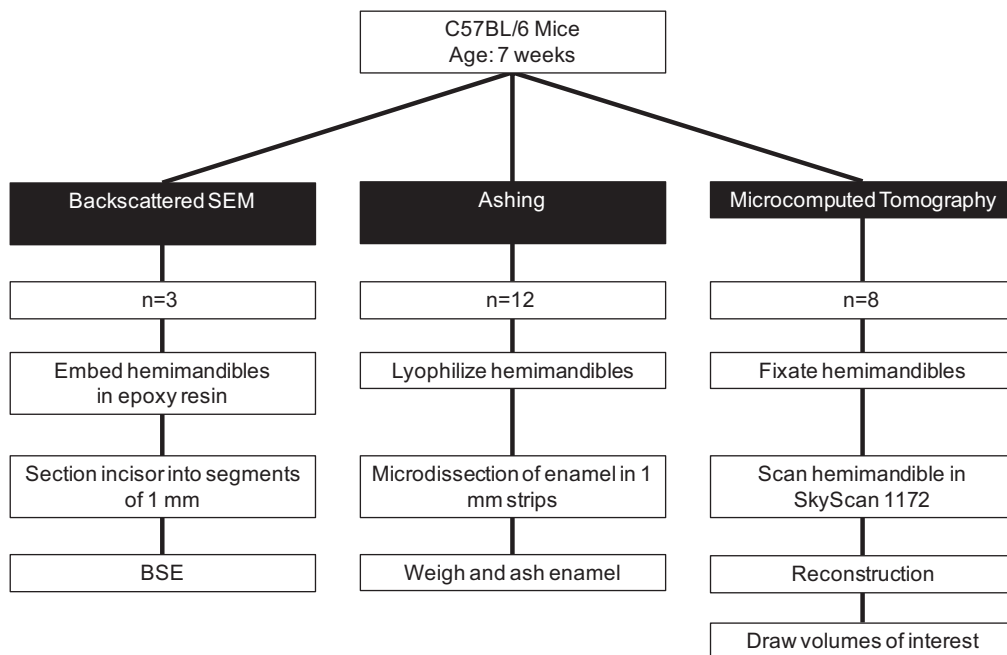 C57BL/6 Mice
Age: 7 weeks
Backscattered SEM
n=3
Embed hemimandibles
in epoxy resin
Section incisor into segments
of 1 mm
BSE
Ashing
n=12
Lyophilize hemimandibles
Microdissection of enamel in 1
mm strips
Weigh and ash enamel
Microcomputed Tomography
n=8
Fixate hemimandibles
Scan hemimandible in
SkyScan 1172
Reconstruction
Draw volumes of interest